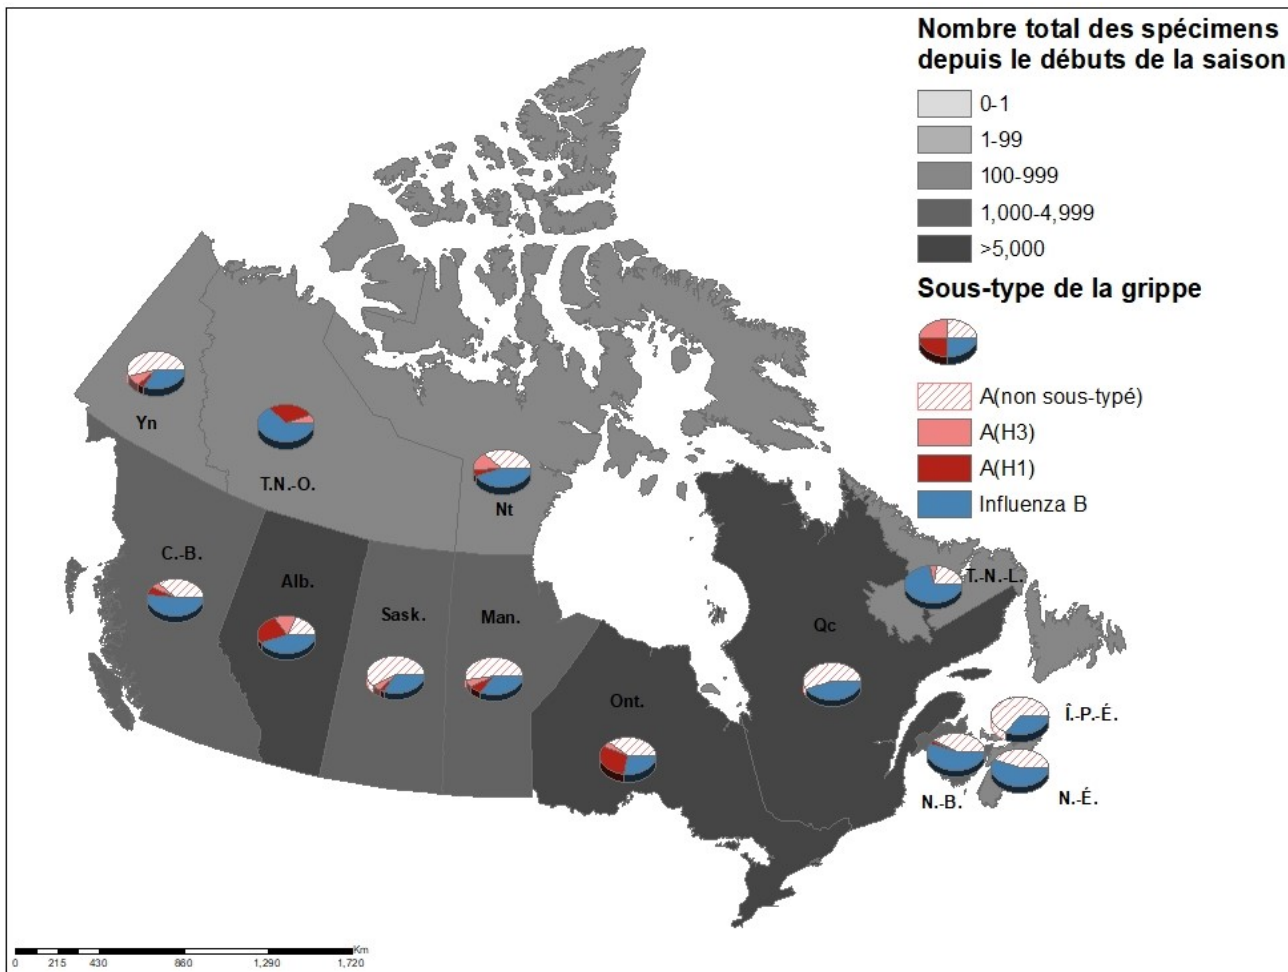 Nombre total des spécimens
depuis le débuts de la saison
0-1
1-99
100-999
1,000-4,999
>5,000
Sous-type de la grippe
A(non sous-typé)
A(H3)
A(H1)
Influenza B
Yn
T.N.-O.
Nt
C.-B.
Alb.
Sask.
Man.
Ont.
Qc
T.-N.-L.
Î.-P.-É.
N.-B.
N.-É.
Km
0 215 430 860 1,290 1,720